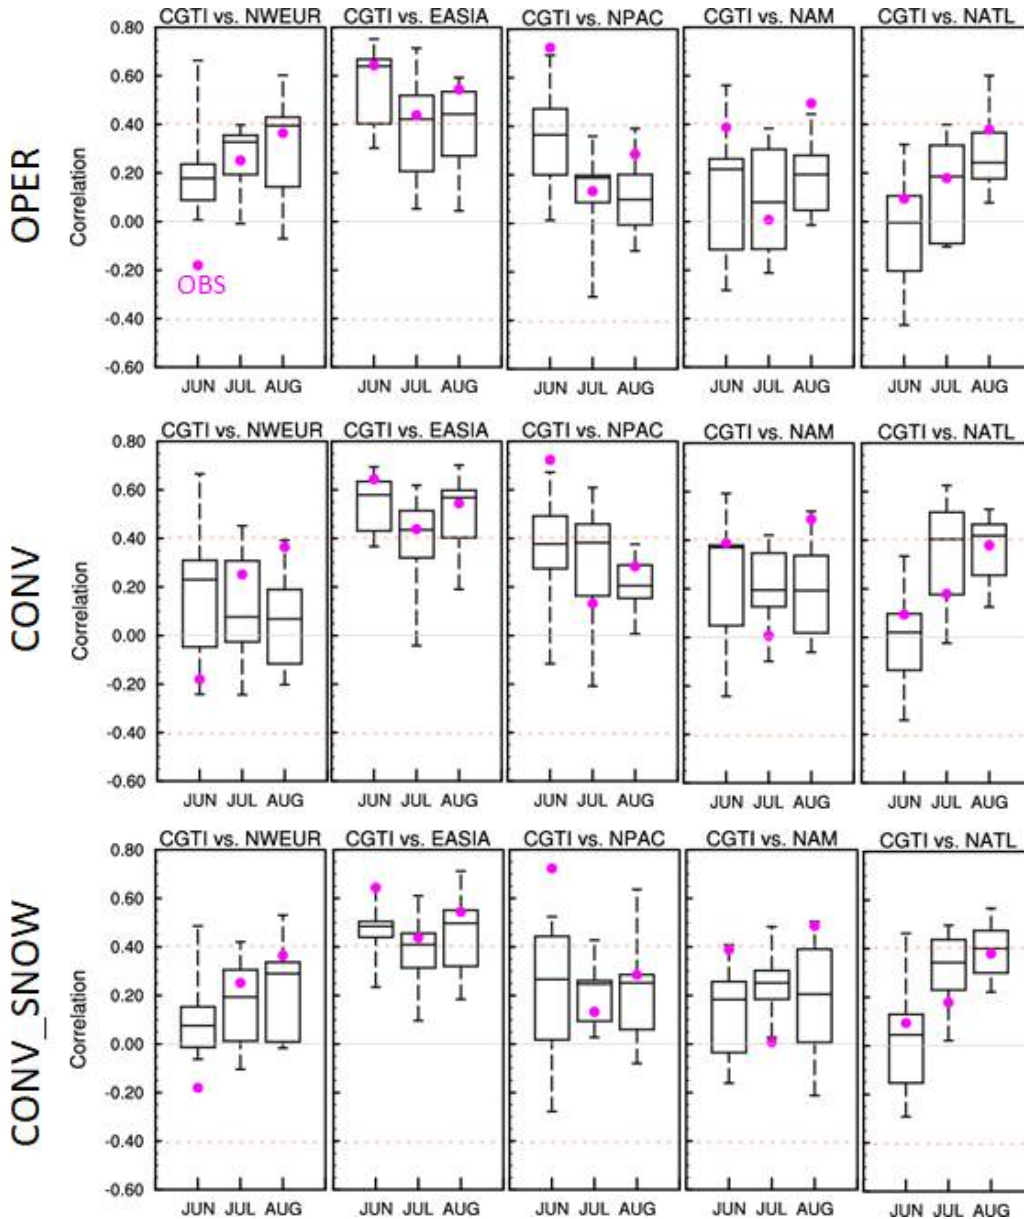 CGTI vs. NWEUR CGTI vs. EASIA CGTI vs. NPAC CGTI vs. NAM CGTI vs. NATL
OPER
Correlation
0.80
0.60
0.40
0.20
0.00
-0.20
-0.40
-0.60
OBS
JUN JUL AUG JUN JUL AUG JUN JUL AUG JUN JUL AUG JUN JUL AUG
CGTI vs. NWEUR CGTI vs. EASIA CGTI vs. NPAC CGTI vs. NAM CGTI vs. NATL
CONV
Correlation
0.80
0.60
0.40
0.20
0.00
-0.20
-0.40
-0.60
JUN JUL AUG JUN JUL AUG JUN JUL AUG JUN JUL AUG JUN JUL AUG
CGTI vs. NWEUR CGTI vs. EASIA CGTI vs. NPAC CGTI vs. NAM CGTI vs. NATL
CONV_SNOW
Correlation
0.80
0.60
0.40
0.20
0.00
-0.20
-0.40
-0.60
JUN JUL AUG JUN JUL AUG JUN JUL AUG JUN JUL AUG JUN JUL AUG